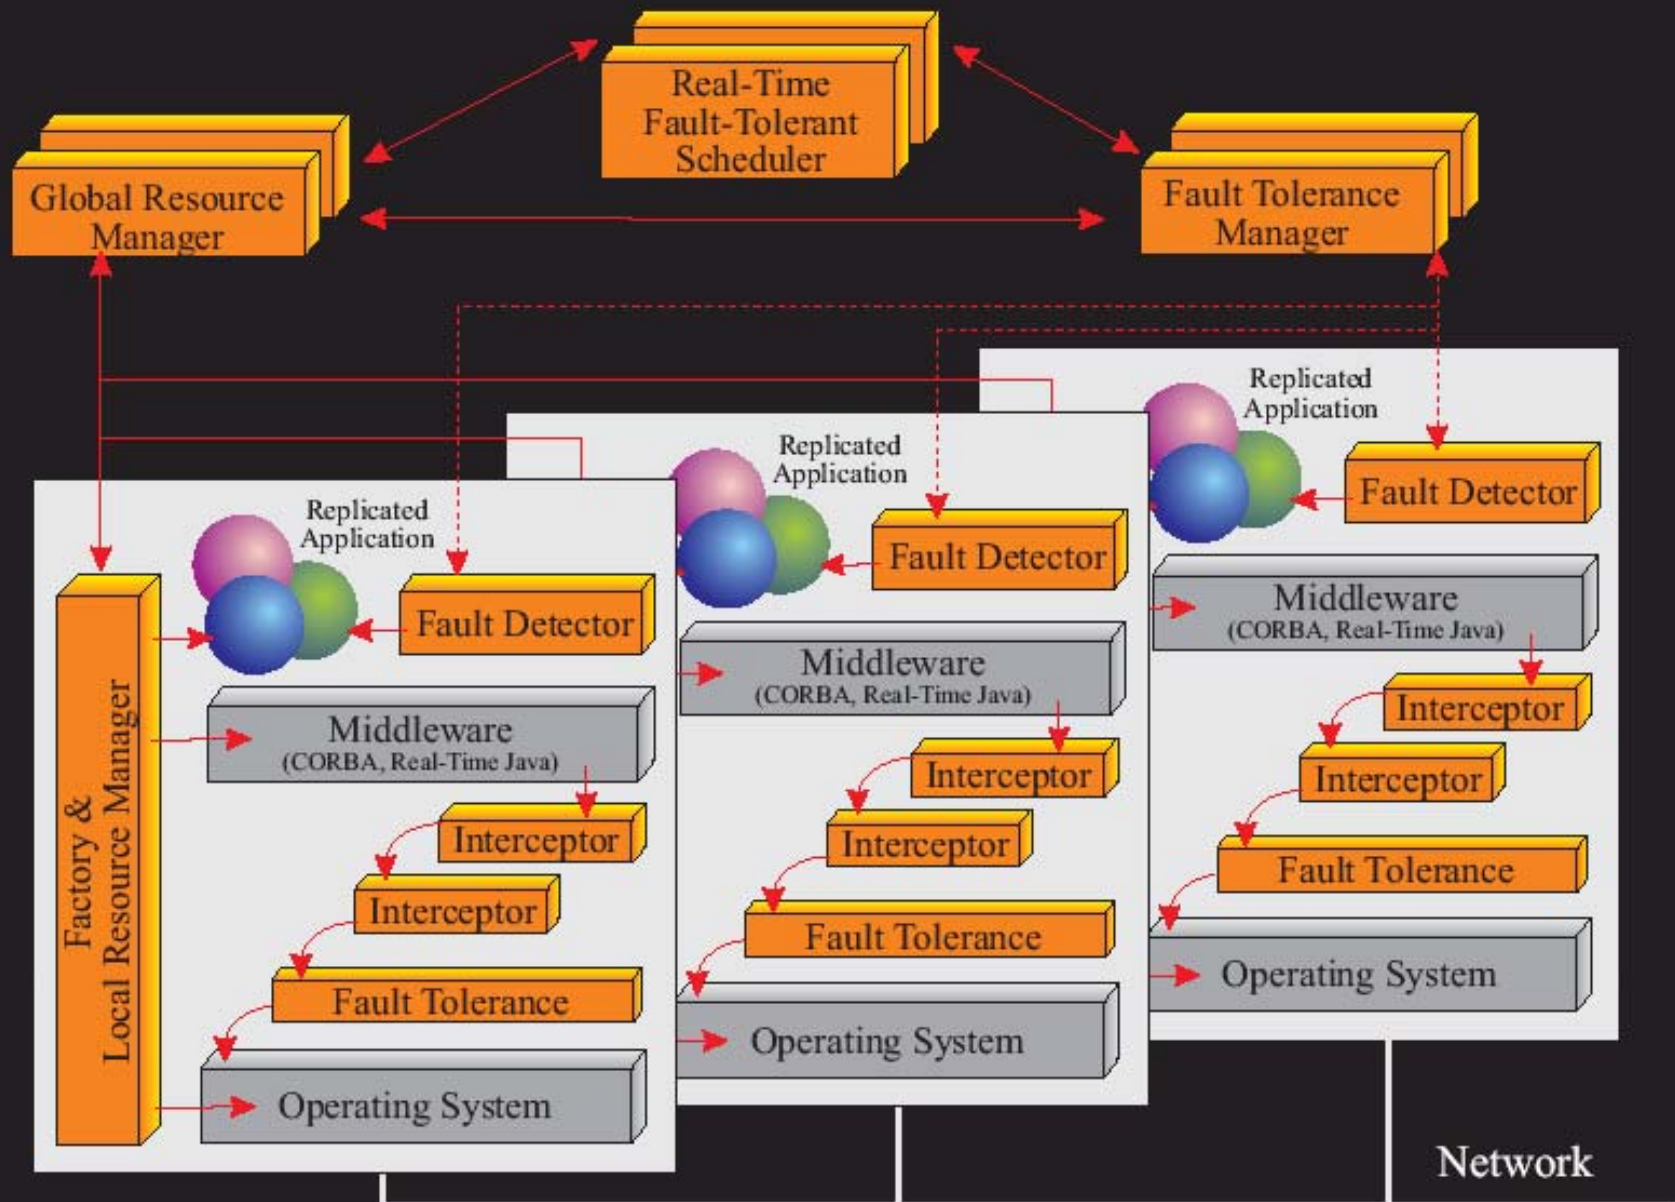 Real-Time
Fault-Tolerant
Scheduler
Global Resource
Manager
Fault Tolerance
Manager
Replicated
Application
Fault Detector
Middleware
(CORBA, Real-Time Java)
Interceptor
Interceptor
Fault Tolerance
Operating System
Factory &
Local Resource Manager
Replicated
Application
Fault Detector
Middleware
(CORBA, Real-Time Java)
Interceptor
Interceptor
Fault Tolerance
Operating System
Replicated
Application
Fault Detector
Middleware
(CORBA, Real-Time Java)
Interceptor
Interceptor
Fault Tolerance
Operating System
Network